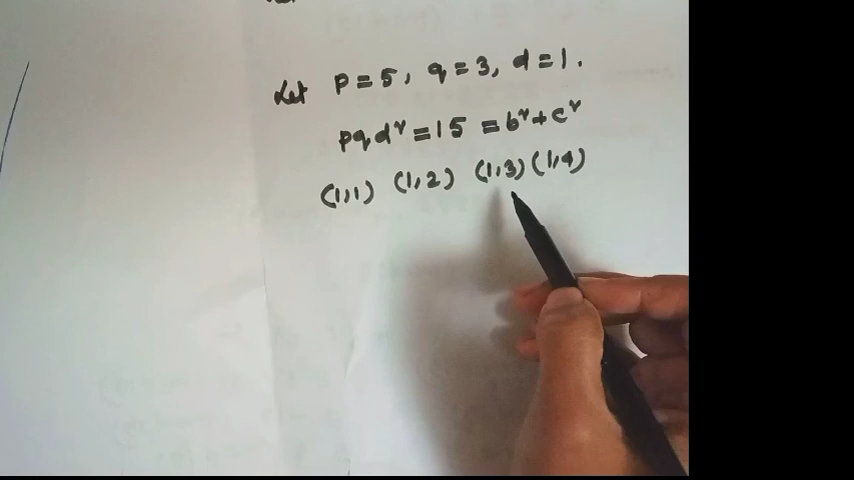 Let p = 5, q = 3, d = 1.
pqd² = 15 = b² + c²
(1,1) (1,2) (1,3) (1,4)